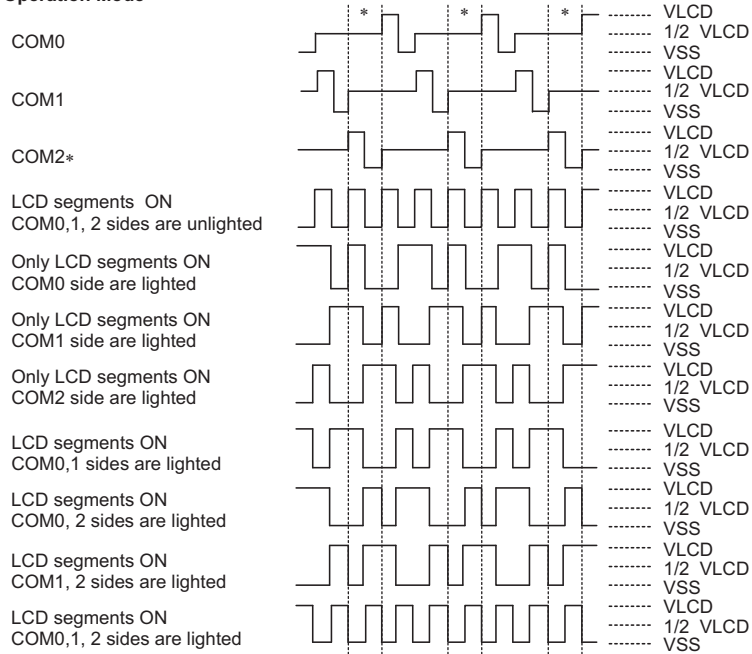 Operation Mode
* * *
COM0
VLCD
1/2 VLCD
VSS
COM1
VLCD
1/2 VLCD
VSS
COM2*
VLCD
1/2 VLCD
VSS
LCD segments ON
COM0,1, 2 sides are unlighted
VLCD
1/2 VLCD
VSS
Only LCD segments ON
COM0 side are lighted
VLCD
1/2 VLCD
VSS
Only LCD segments ON
COM1 side are lighted
VLCD
1/2 VLCD
VSS
Only LCD segments ON
COM2 side are lighted
VLCD
1/2 VLCD
VSS
LCD segments ON
COM0,1 sides are lighted
VLCD
1/2 VLCD
VSS
LCD segments ON
COM0, 2 sides are lighted
VLCD
1/2 VLCD
VSS
LCD segments ON
COM1, 2 sides are lighted
VLCD
1/2 VLCD
VSS
LCD segments ON
COM0,1, 2 sides are lighted
VLCD
1/2 VLCD
VSS